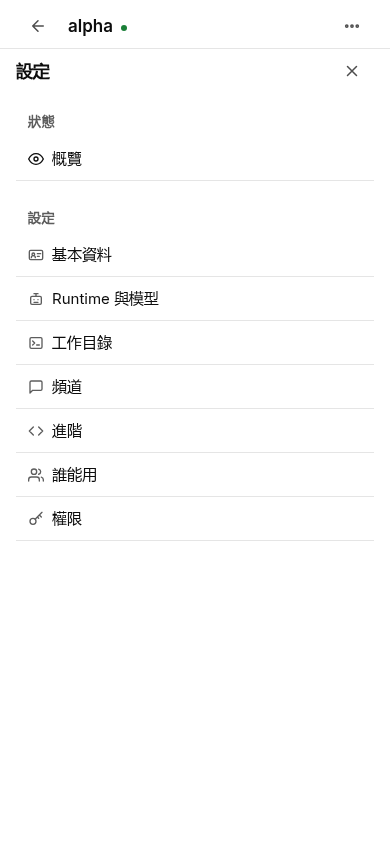 alpha
設定
狀態
概覽
設定
基本資料
Runtime 與模型
工作目錄
頻道
進階
誰能用
權限